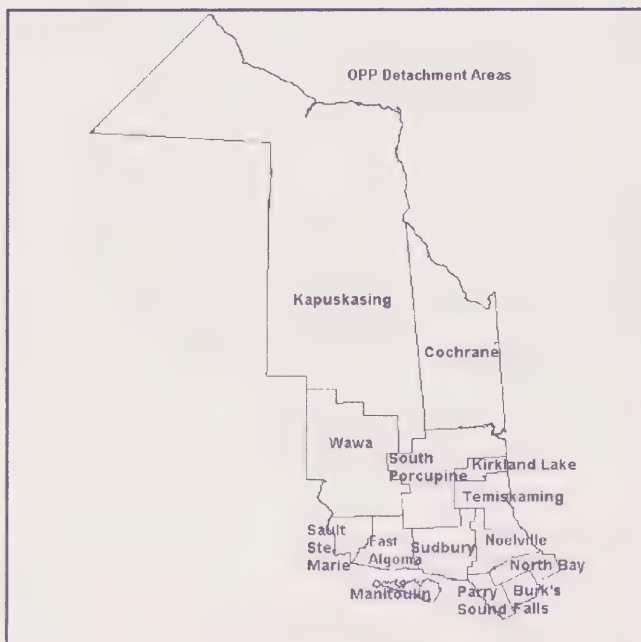 OPP Detachment Areas
Kapuskasing
Cochrane
Wawa
South
Porcupine
Kirkland Lake
Temiskaming
Sault
Ste.
Marie
East
Algoma
Sudbury
Noelville
North Bay
Manitoulin
Parry
Sound
Burk's
Falls